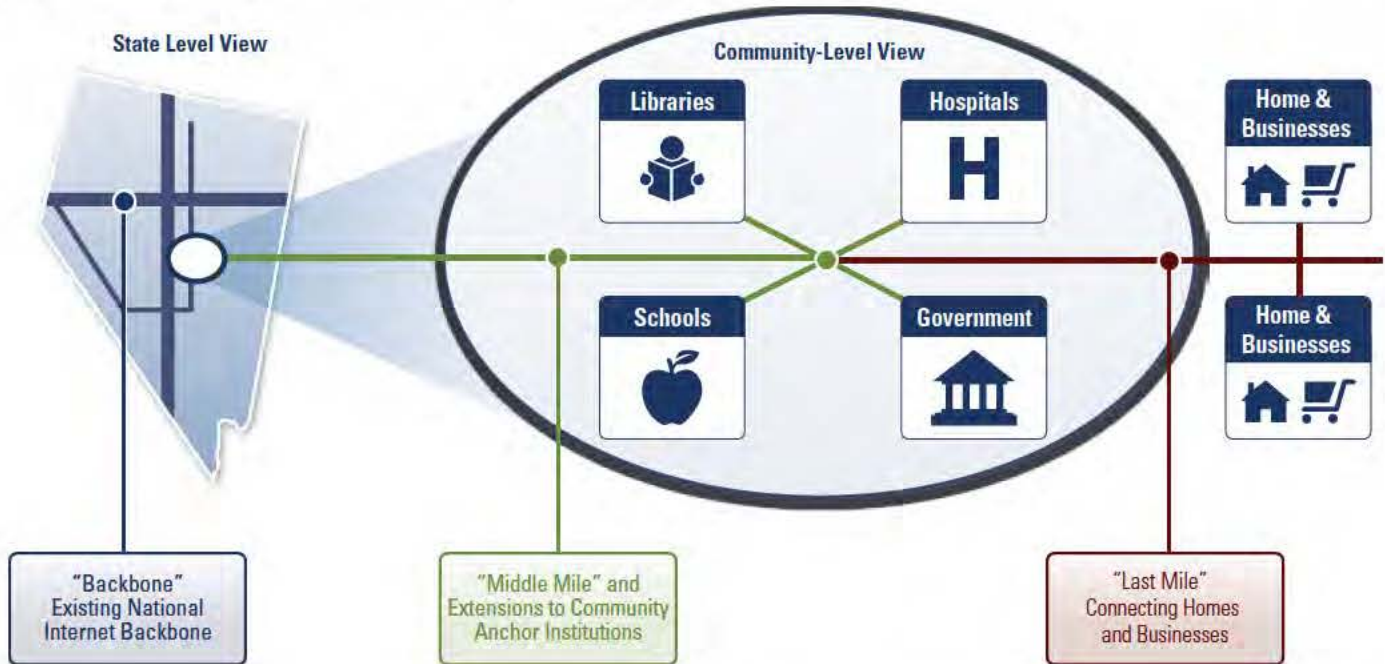 State Level View
Community-Level View
Libraries
Hospitals
H
Home &
Businesses
Schools
Government
Home &
Businesses
"Backbone"
Existing National
Internet Backbone
"Middle Mile" and
Extensions to Community
Anchor Institutions
"Last Mile"
Connecting Homes
and Businesses